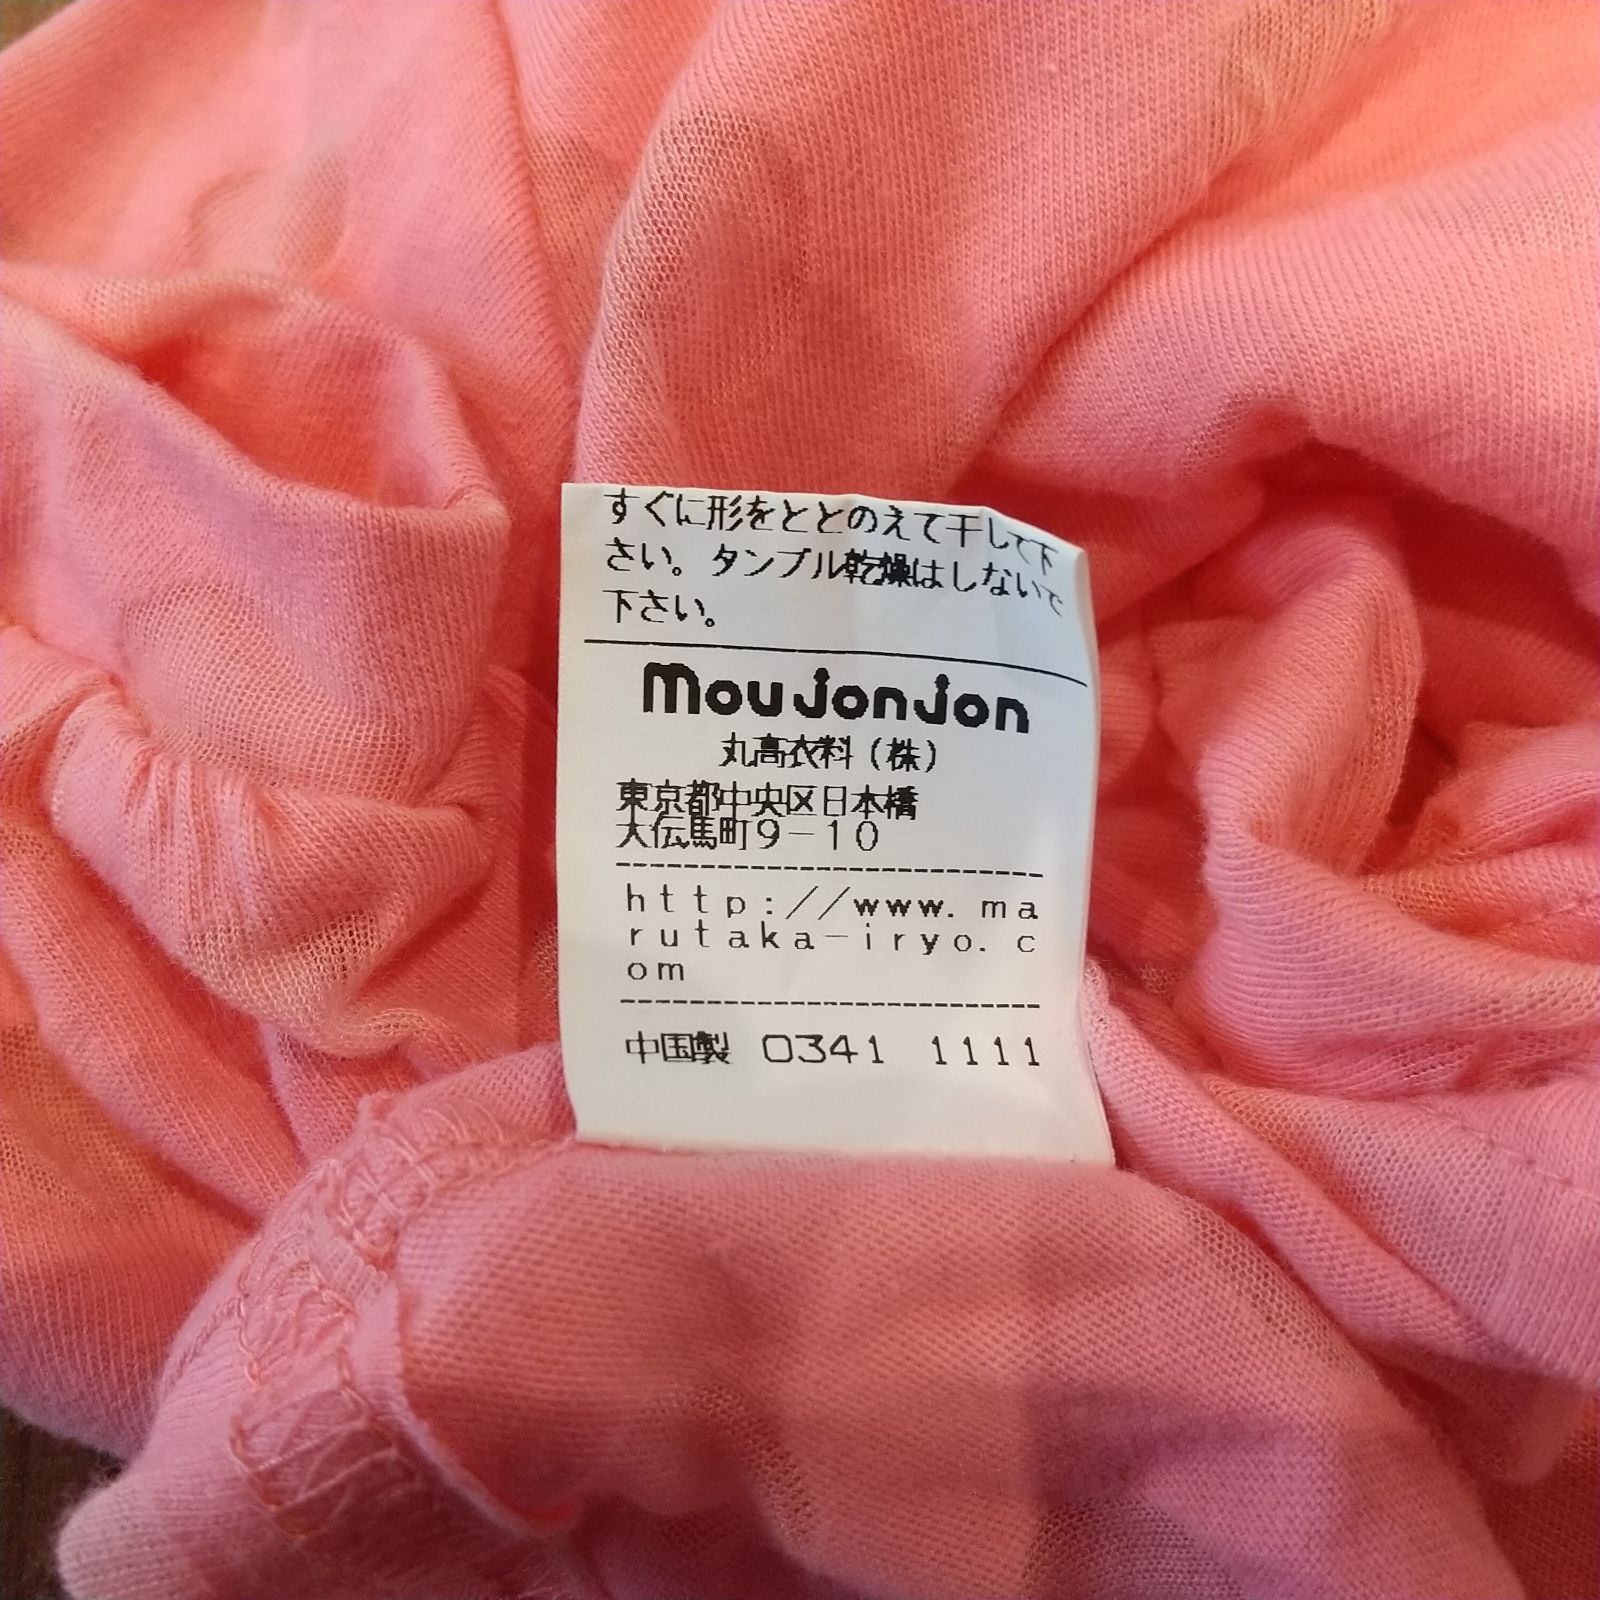 すぐに形をととのえて干して下
さい。タンブル乾燥はしないで
下さい。
moujonjon
丸高衣料(株)
東京都中央区日本橋
大伝馬町9-10
http://www.ma
rutaka-iryo.c
om
中国製 0341 1111